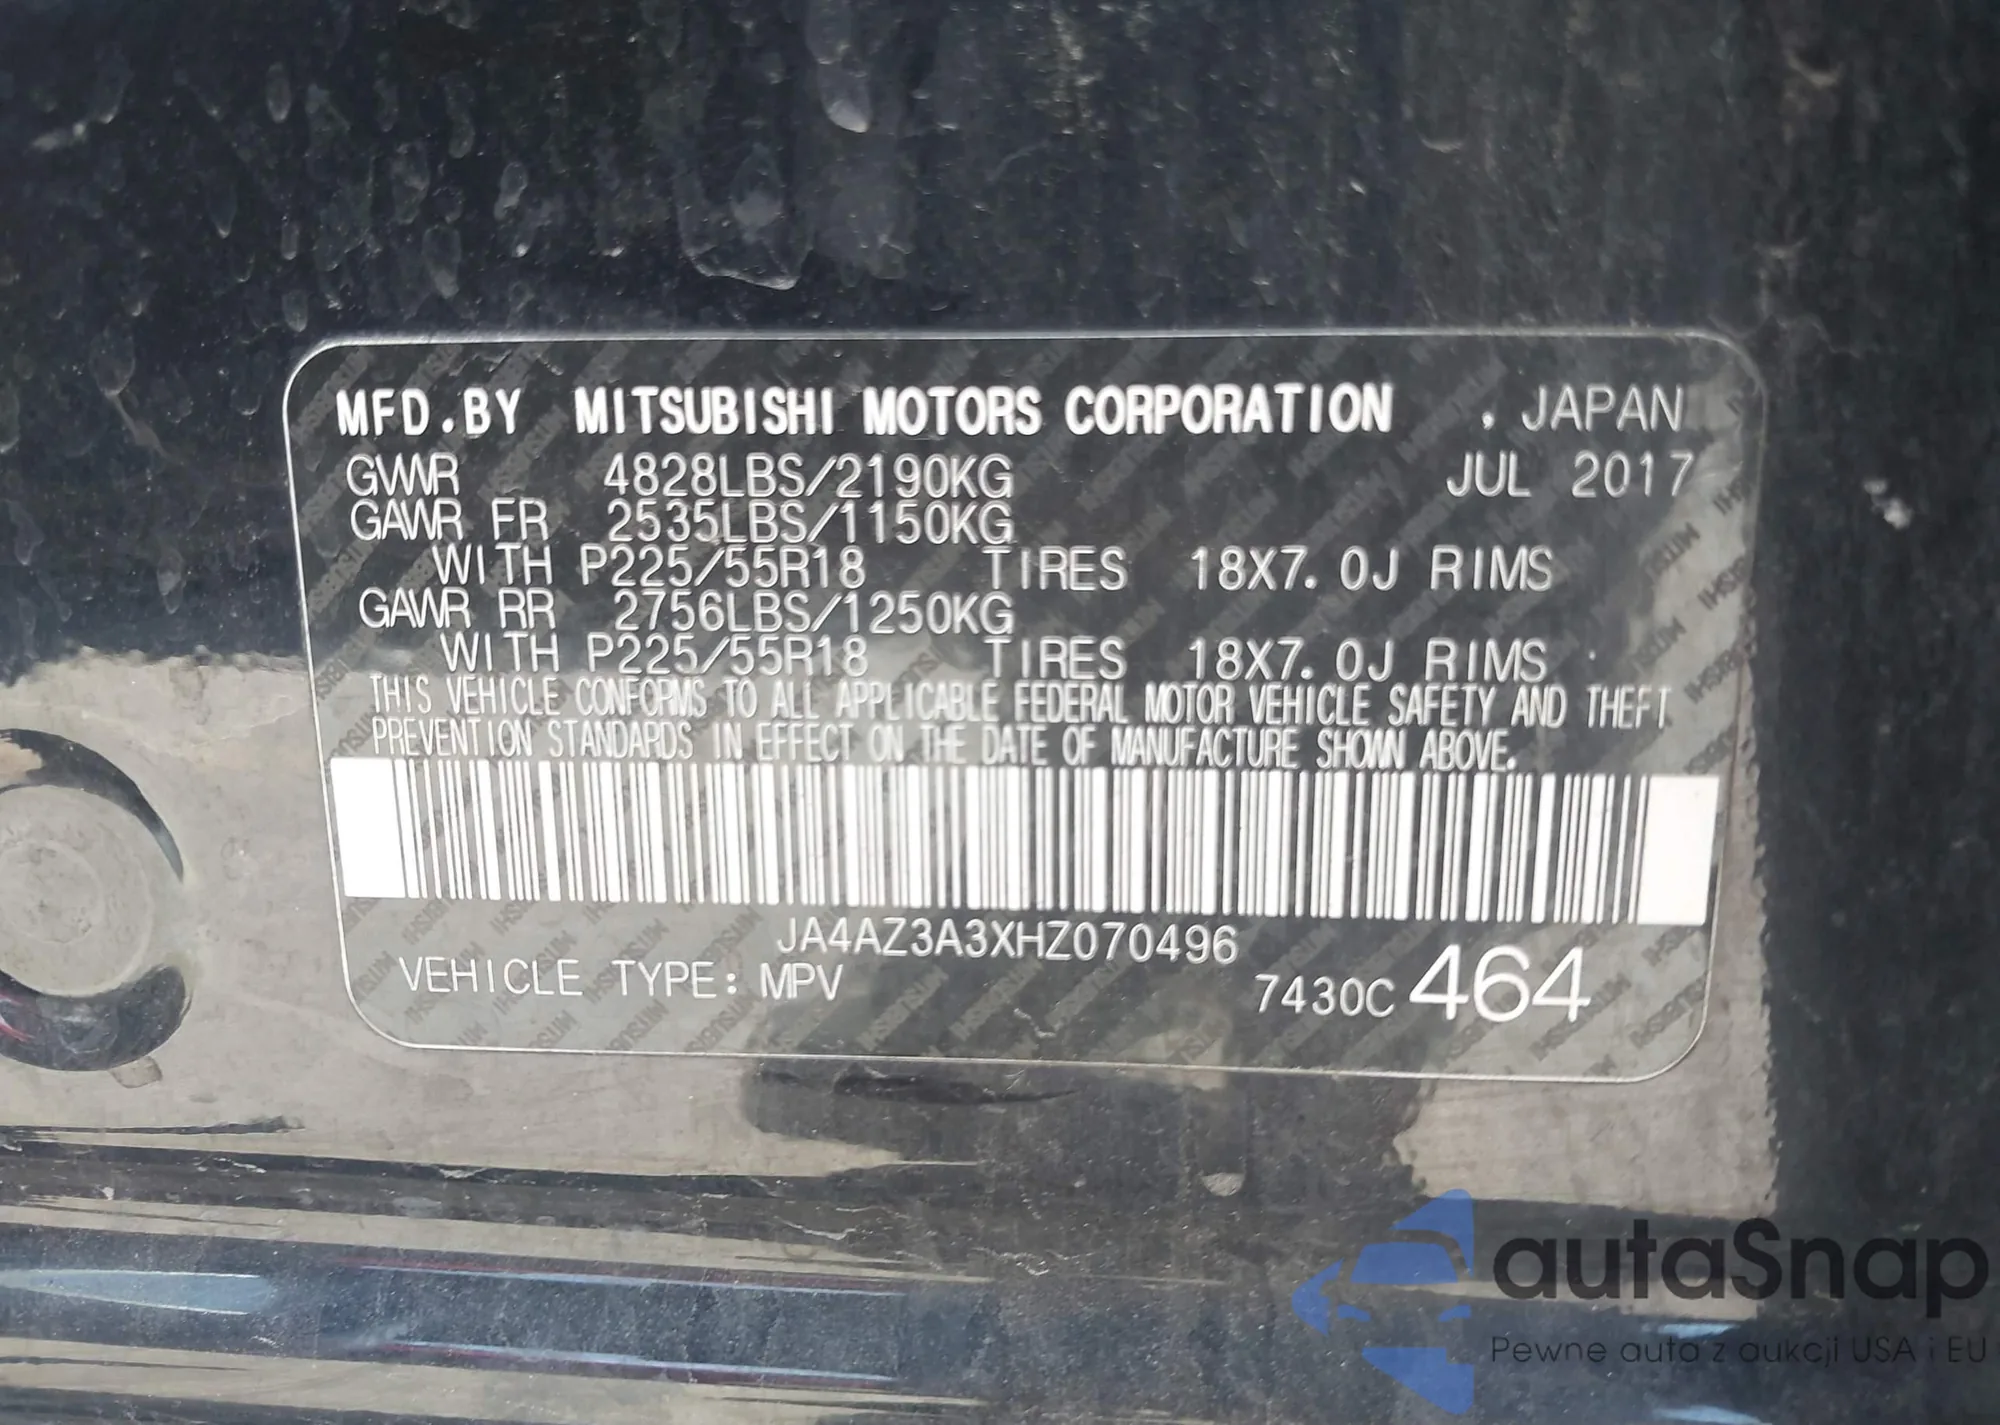 MFD.BY MITSUBISHI MOTORS CORPORATION , JAPAN
GVWR 4828LBS/2190KG JUL 2017
GAWR FR 2535LBS/1150KG
WITH P225/55R18 TIRES 18X7.0J RIMS
GAWR RR 2756LBS/1250KG
WITH P225/55R18 TIRES 18X7.0J RIMS
THIS VEHICLE CONFORMS TO ALL APPLICABLE FEDERAL MOTOR VEHICLE SAFETY AND THEFT
PREVENTION STANDARDS IN EFFECT ON THE DATE OF MANUFACTURE SHOWN ABOVE.
JA4AZ3A3XHZ070496
VEHICLE TYPE: MPV 7430C 464
autaSnap
Pewne auta z aukcji USA i EU